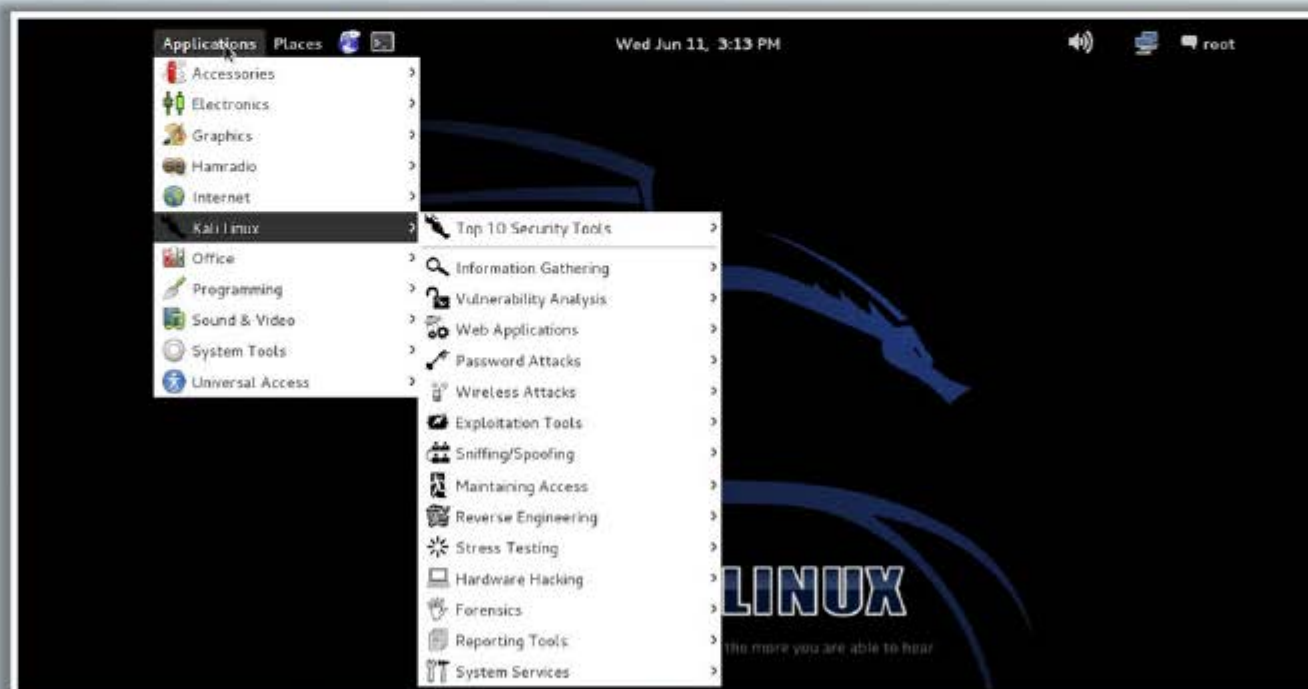 Applications Places Wed Jun 11, 3:13 PM root
Accessories
Electronics
Graphics
Hamradio
Internet
Kali Linux
Office
Programming
Sound & Video
System Tools
Universal Access
Top 10 Security Tools
Information Gathering
Vulnerability Analysis
Web Applications
Password Attacks
Wireless Attacks
Exploitation Tools
Sniffing/Spoofing
Maintaining Access
Reverse Engineering
Stress Testing
Hardware Hacking
Forensics
Reporting Tools
System Services
LINUX
the more you are able to hear